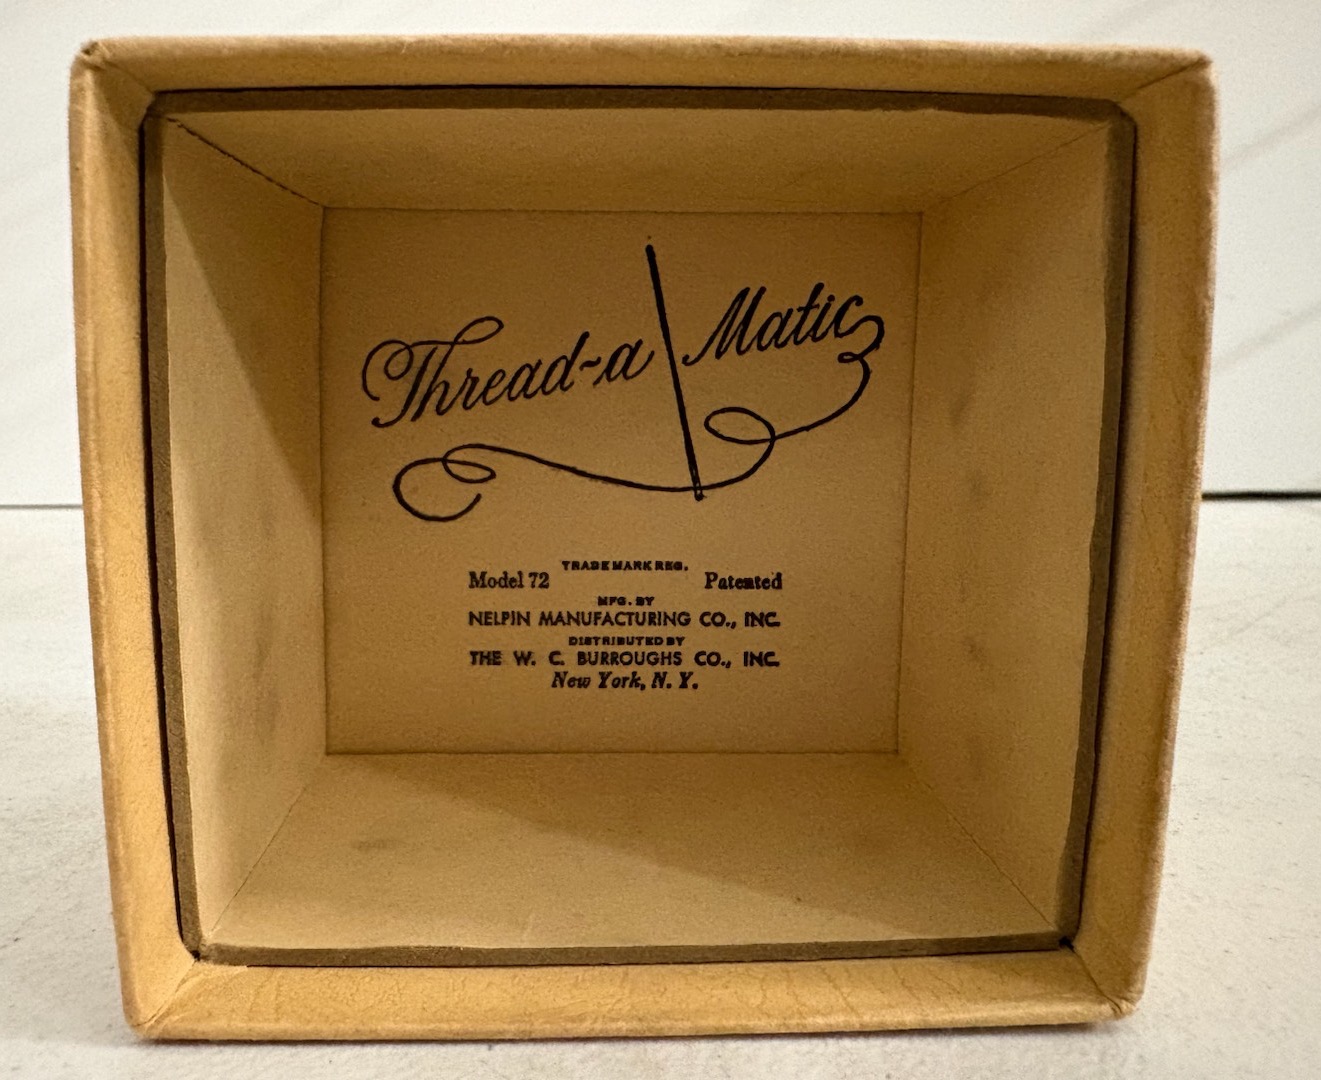 Thread-a Matic
TRADE MARK REG.
Model 72 Patented
MFG. BY
NELPIN MANUFACTURING CO., INC.
DISTRIBUTED BY
THE W. C. BURROUGHS CO., INC.
New York, N. Y.